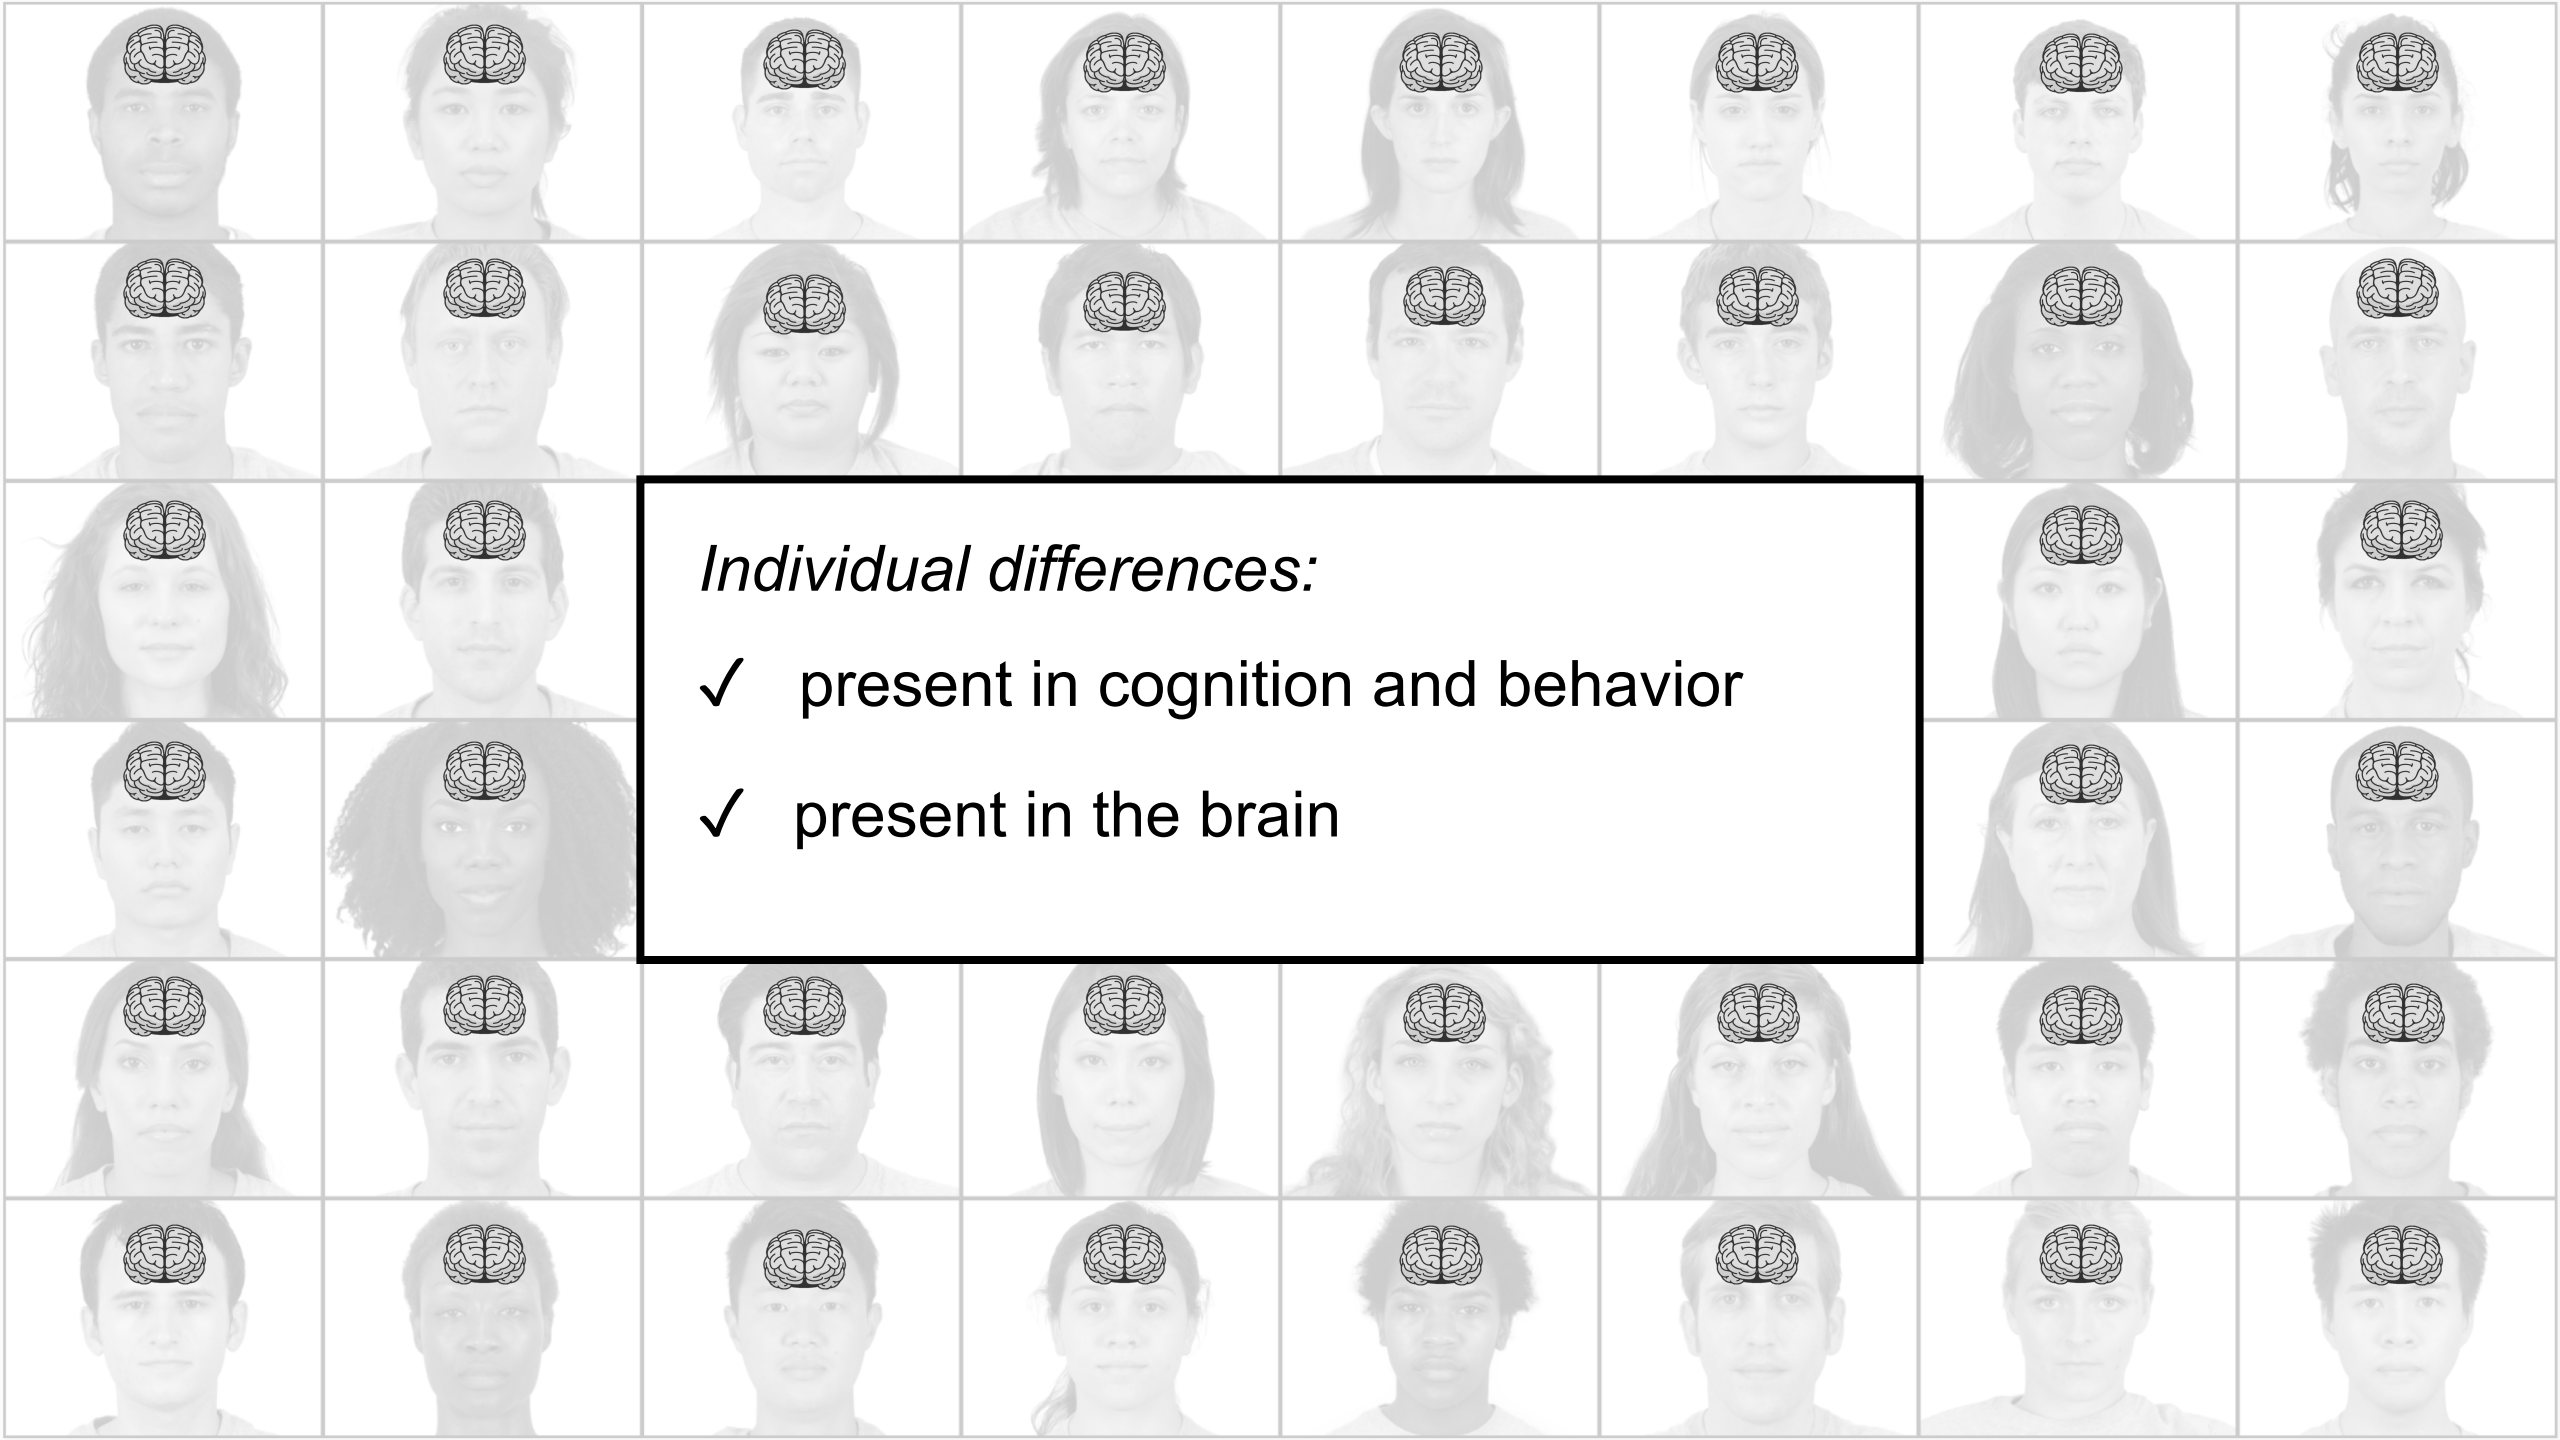 Individual differences:
✓ present in cognition and behavior
✓ present in the brain